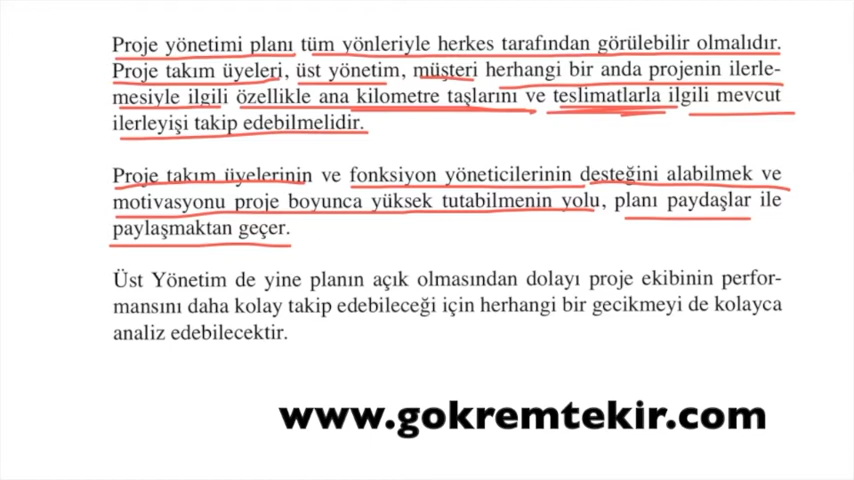 Proje yönetimi planı tüm yönleriyle herkes tarafından görülebilir olmalıdır.
Proje takım üyeleri, üst yönetim, müşteri herhangi bir anda projenin ilerle-
mesiyle ilgili özellikle ana kilometre taşlarını ve teslimatlarla ilgili mevcut
ilerleyişi takip edebilmelidir.
Proje takım üyelerinin ve fonksiyon yöneticilerinin desteğini alabilmek ve
motivasyonu proje boyunca yüksek tutabilmenin yolu, planı paydaşlar ile
paylaşmaktan geçer.
Üst Yönetim de yine planın açık olmasından dolayı proje ekibinin perfor-
mansını daha kolay takip edebileceği için herhangi bir gecikmeyi de kolayca
analiz edebilecektir.
www.gokremtekir.com